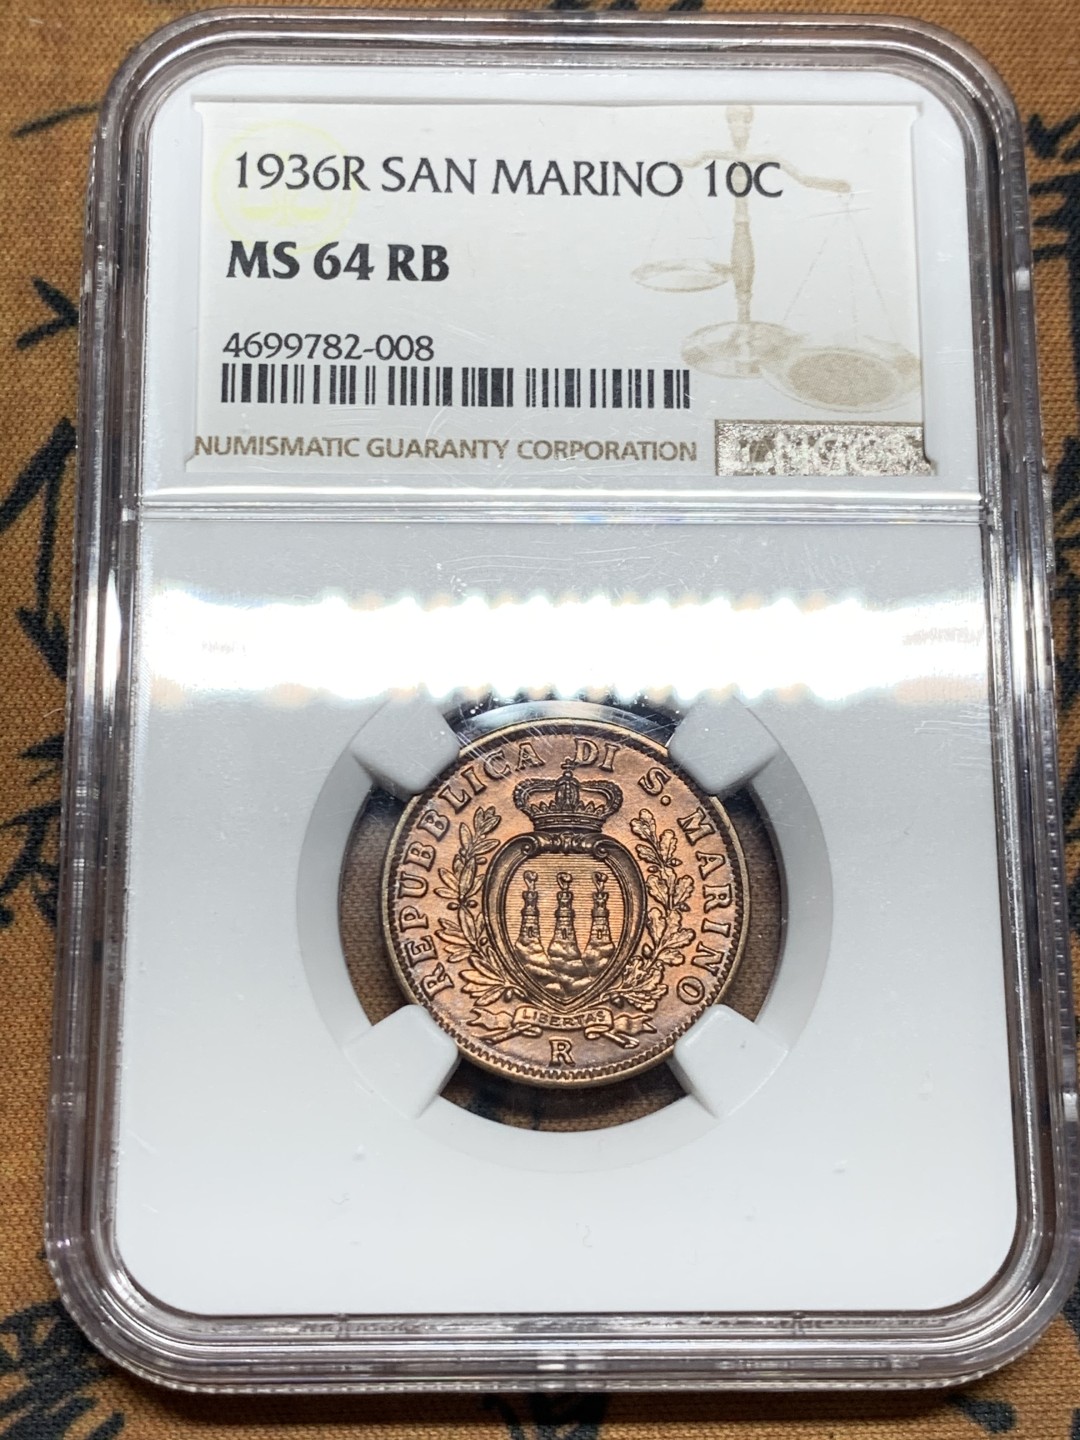 1936R SAN MARINO 10C
MS 64 RB
4699782-008
NUMISMATIC GUARANTY CORPORATION
REPUBBLICA DI S. MARINO
LIBERTAS
R